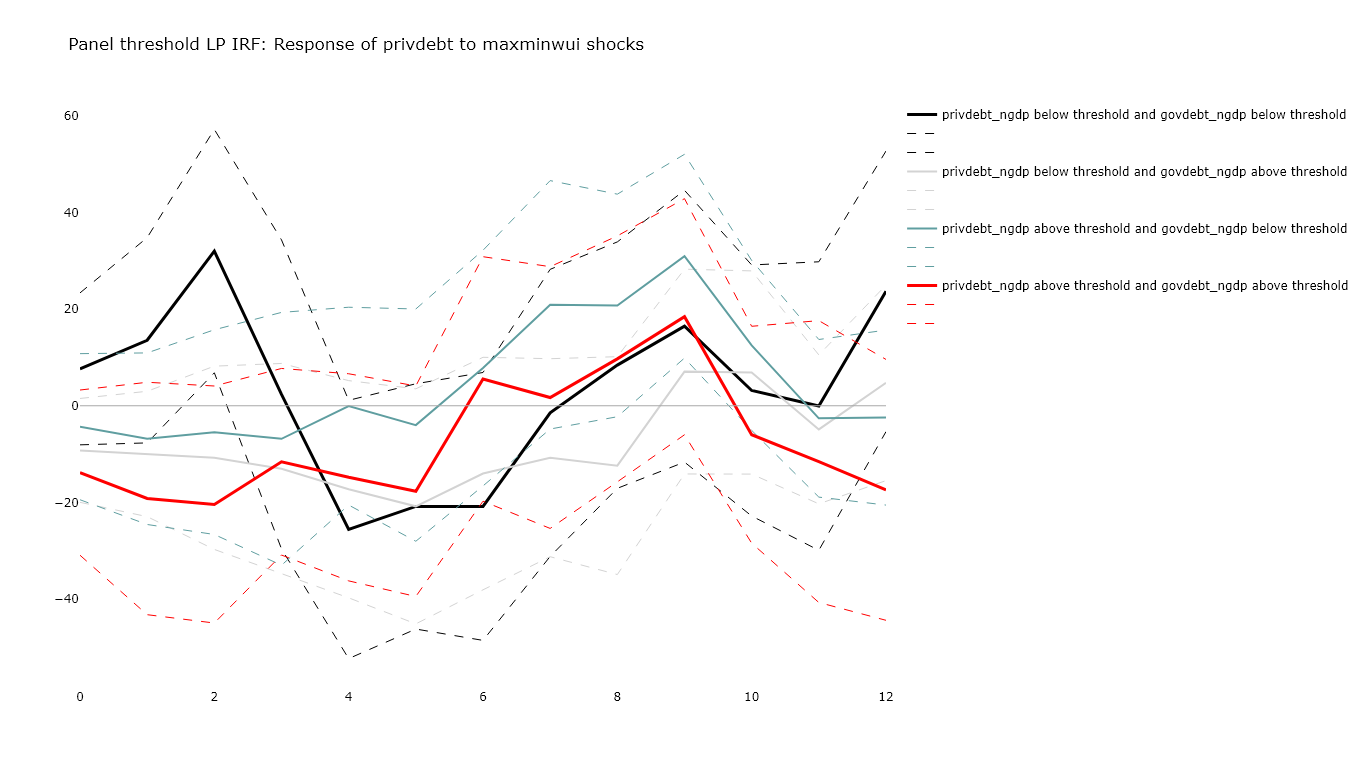 Panel threshold LP IRF: Response of privdebt to maxminwui shocks
60
40
20
0
−20
−40
0 2 4 6 8 10 12
privdebt_ngdp below threshold and govdebt_ngdp below threshold
privdebt_ngdp below threshold and govdebt_ngdp above threshold
privdebt_ngdp above threshold and govdebt_ngdp below threshold
privdebt_ngdp above threshold and govdebt_ngdp above threshold